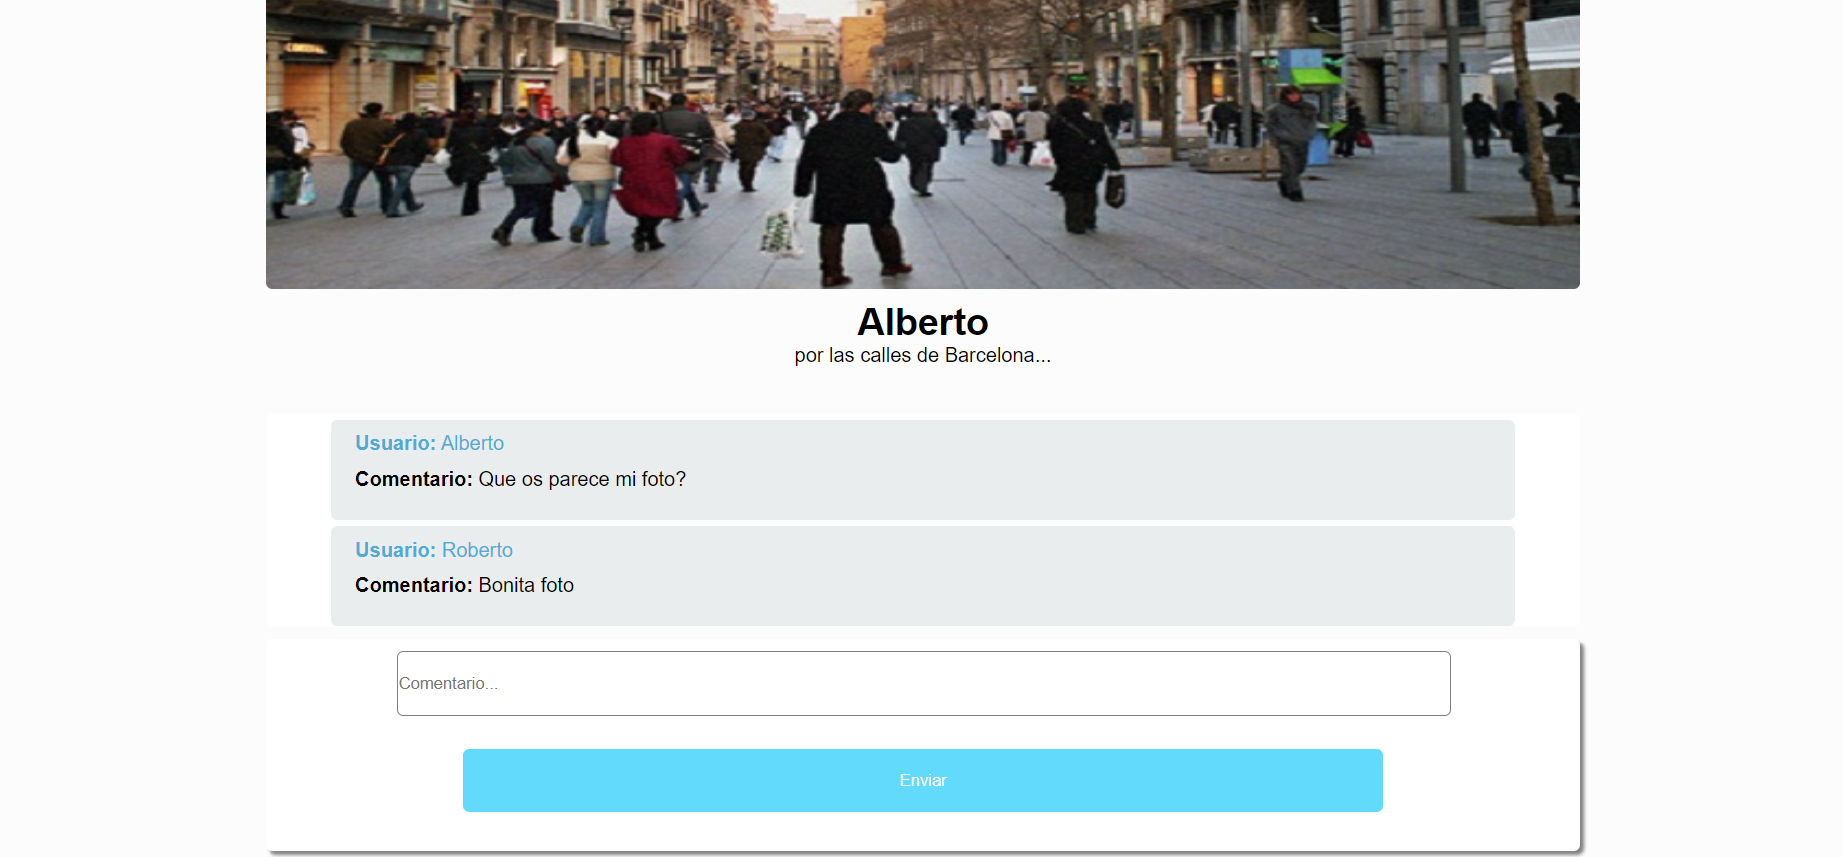 Alberto
por las calles de Barcelona...
Usuario: Alberto
Comentario: Que os parece mi foto?
Usuario: Roberto
Comentario: Bonita foto
Comentario...
Enviar